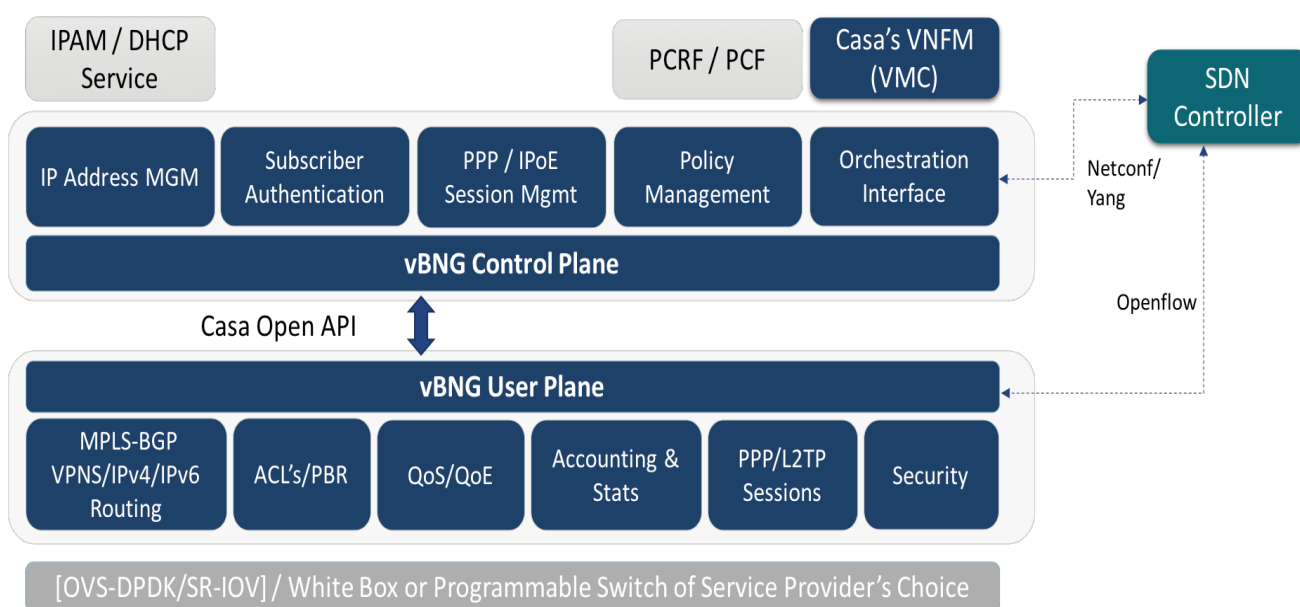 IPAM / DHCP
Service
PCRF / PCF
Casa's VNFM
(VMC)
SDN
Controller
IP Address MGM
Subscriber
Authentication
PPP / IPoE
Session Mgmt
Policy
Management
Orchestration
Interface
Netconf/
Yang
vBNG Control Plane
Openflow
Casa Open API
vBNG User Plane
MPLS-BGP
VPNS/IPv4/IPv6
Routing
ACL's/PBR
QoS/QoE
Accounting &
Stats
PPP/L2TP
Sessions
Security
[OVS-DPDK/SR-IOV] / White Box or Programmable Switch of Service Provider's Choice